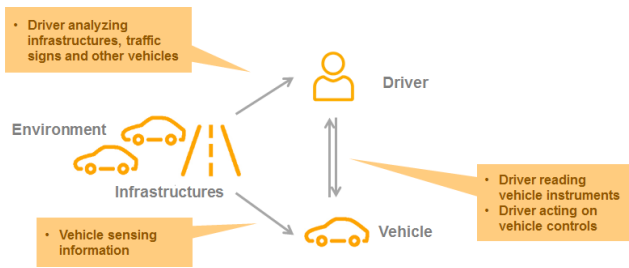 • Driver analyzing
infrastructures, traffic
signs and other vehicles
Driver
Environment
Infrastructures
• Driver reading
vehicle instruments
• Driver acting on
vehicle controls
• Vehicle sensing
information
Vehicle